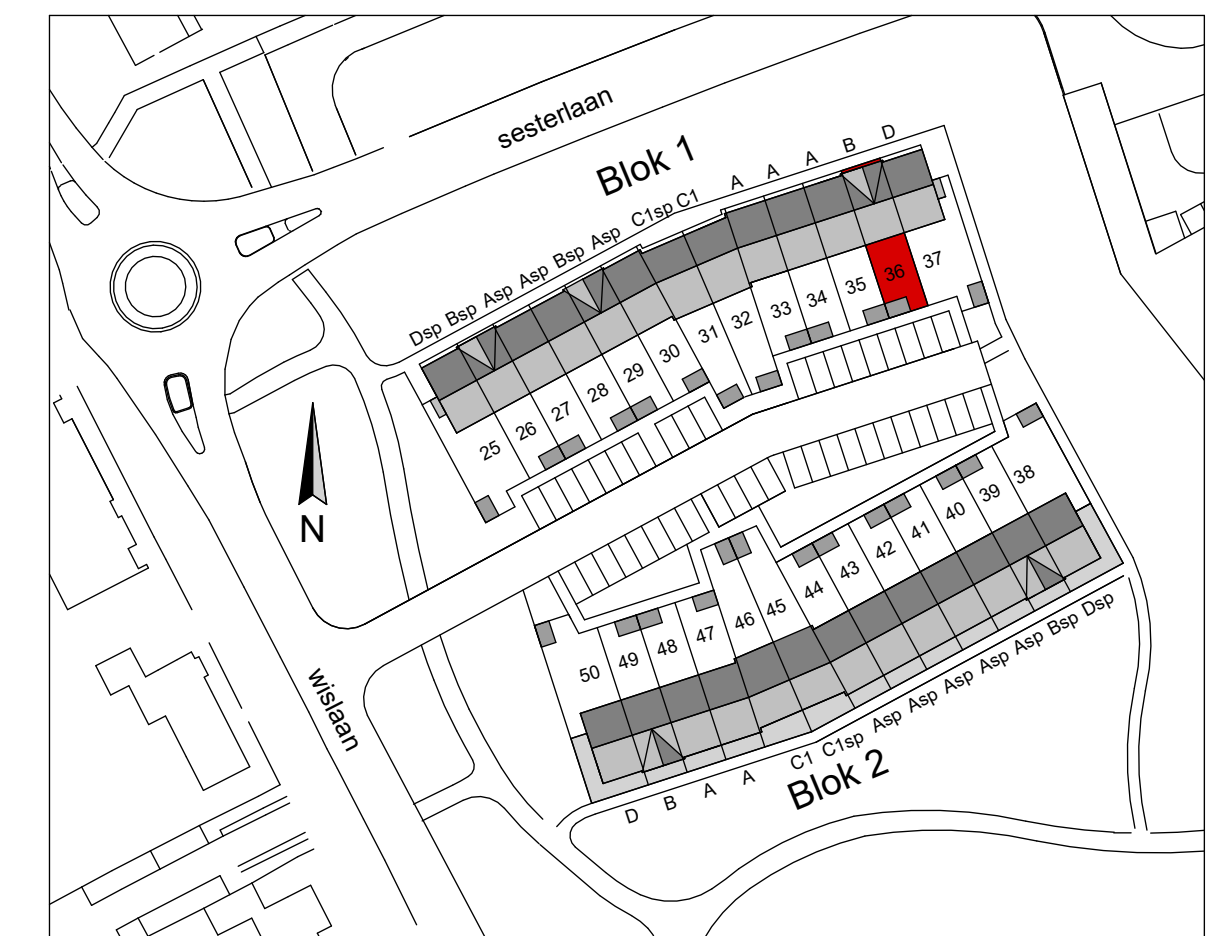 sesterlaan
Blok 1
Dsp Bsp Asp Asp Bsp Asp C1sp C1 A A A B D
25 26 27 28 29 30 31 32 33 34 35 36 37
N
wislaan
50 49 48 47 46 45 44 43 42 41 40 39 38
D B A A C1 C1sp Asp Asp Asp Asp Asp Bsp Dsp
Blok 2